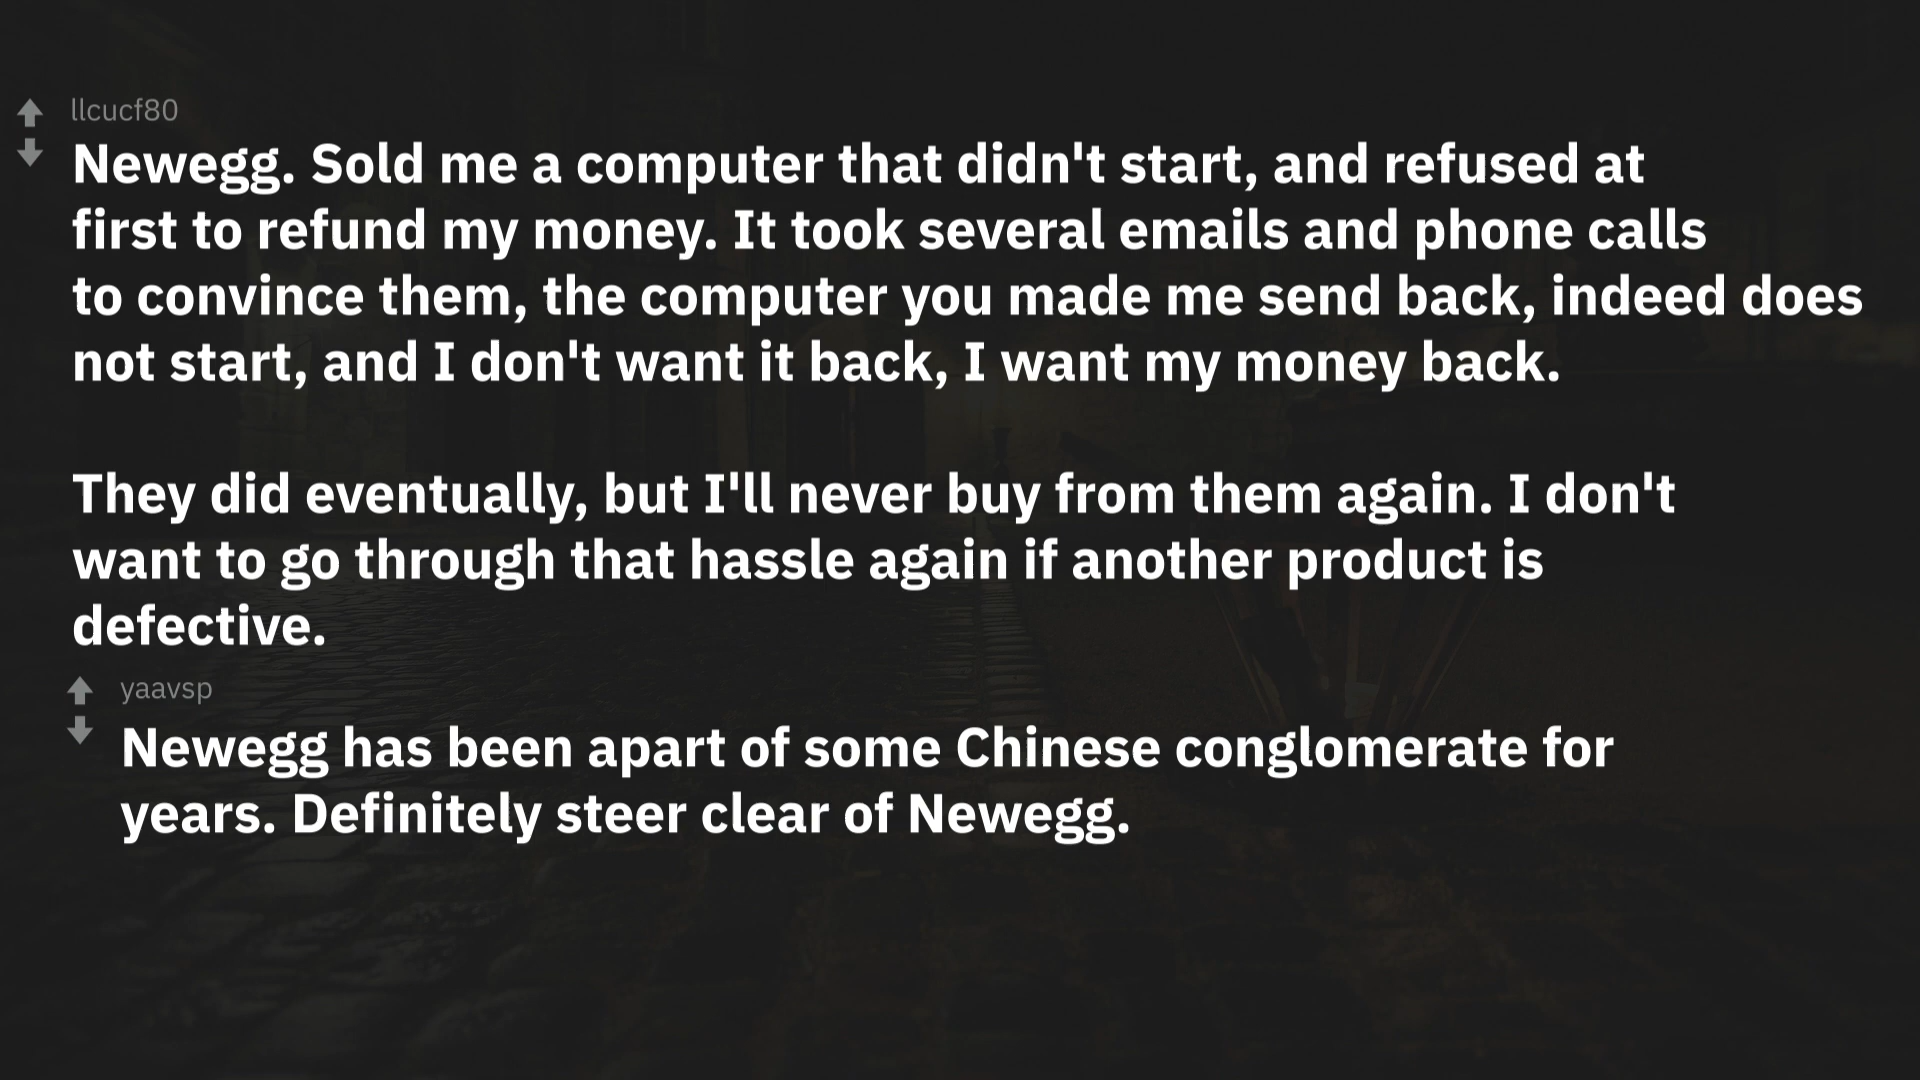 llcucf80
Newegg. Sold me a computer that didn't start, and refused at
first to refund my money. It took several emails and phone calls
to convince them, the computer you made me send back, indeed does
not start, and I don't want it back, I want my money back.
They did eventually, but I'll never buy from them again. I don't
want to go through that hassle again if another product is
defective.
yaavsp
Newegg has been apart of some Chinese conglomerate for
years. Definitely steer clear of Newegg.